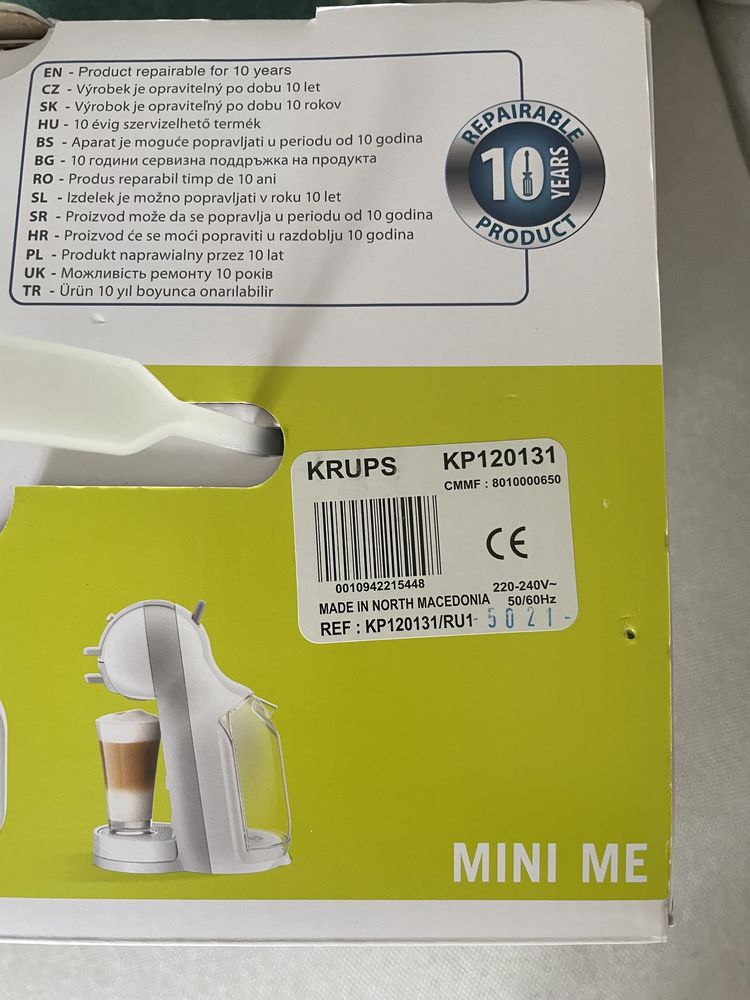 EN - Product repairable for 10 years
CZ - Výrobek je opravitelný po dobu 10 let
SK - Výrobok je opraviteľný po dobu 10 rokov
HU - 10 évig szervizelhető termék
BS - Aparat je moguće popravljati u periodu od 10 godina
BG - 10 години сервизна поддръжка на продукта
RO - Produs reparabil timp de 10 ani
SL - Izdelek je možno popravljati v roku 10 let
SR - Proizvod može da se popravlja u periodu od 10 godina
HR - Proizvod će se moći popraviti u razdoblju 10 godina
PL - Produkt naprawialny przez 10 lat
UK - Можливість ремонту 10 років
TR - Ürün 10 yıl boyunca onarılabilir
REPAIRABLE
10 YEARS
PRODUCT
KRUPS KP120131
CMMF : 8010000650
CE
0010942215448
220-240V~
MADE IN NORTH MACEDONIA 50/60Hz
REF : KP120131/RU1- 5021-
MINI ME